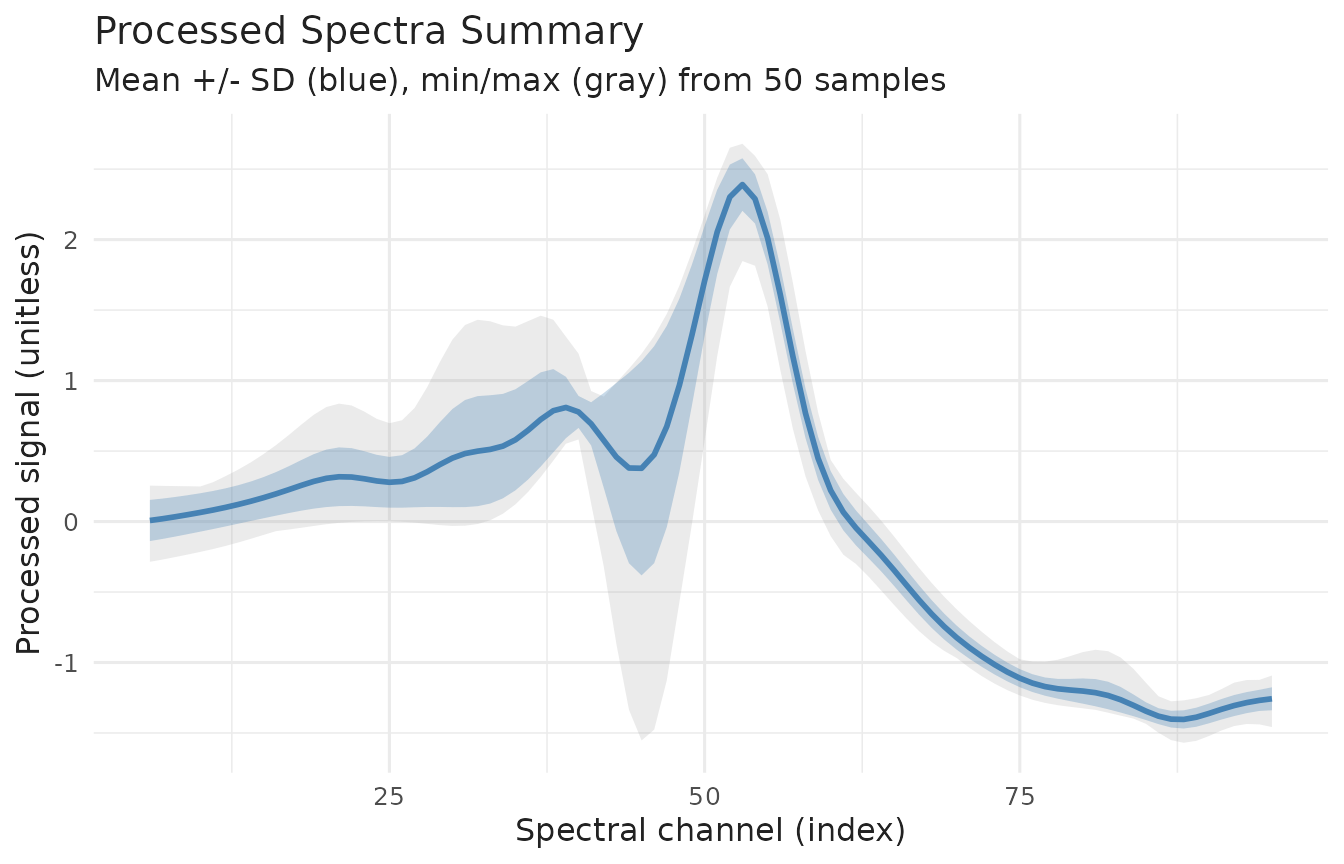 Processed Spectra Summary
Mean +/- SD (blue), min/max (gray) from 50 samples
Processed signal (unitless)
2
1
0
-1
25 50 75
Spectral channel (index)